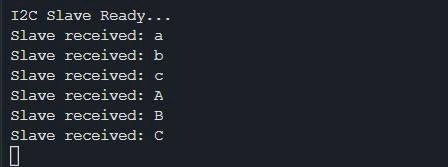 I2C Slave Ready...
Slave received: a
Slave received: b
Slave received: c
Slave received: A
Slave received: B
Slave received: C